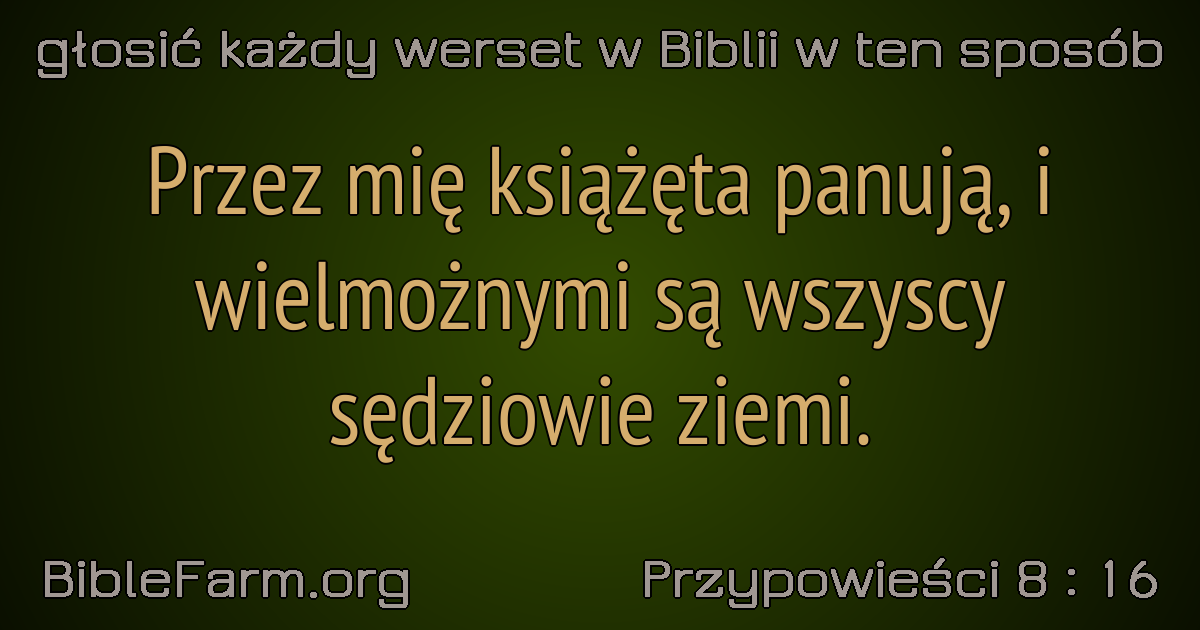 głosić każdy werset w Biblii w ten sposób
Przez mię książęta panują, i
wielmożnymi są wszyscy
sędziowie ziemi.
BibleFarm.org
Przypowieści 8 : 16